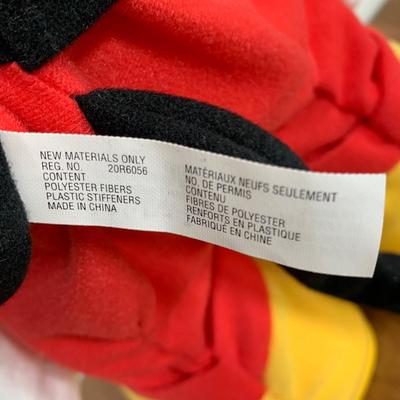 NEW MATERIALS ONLY
REG. NO. 20R6056
CONTENT
POLYESTER FIBERS
PLASTIC STIFFENERS
MADE IN CHINA
MATÉRIAUX NEUFS SEULEMENT
NO. DE PERMIS
CONTENU
FIBRES DE POLYESTER
RENFORTS EN PLASTIQUE
FABRIQUÉ EN CHINE